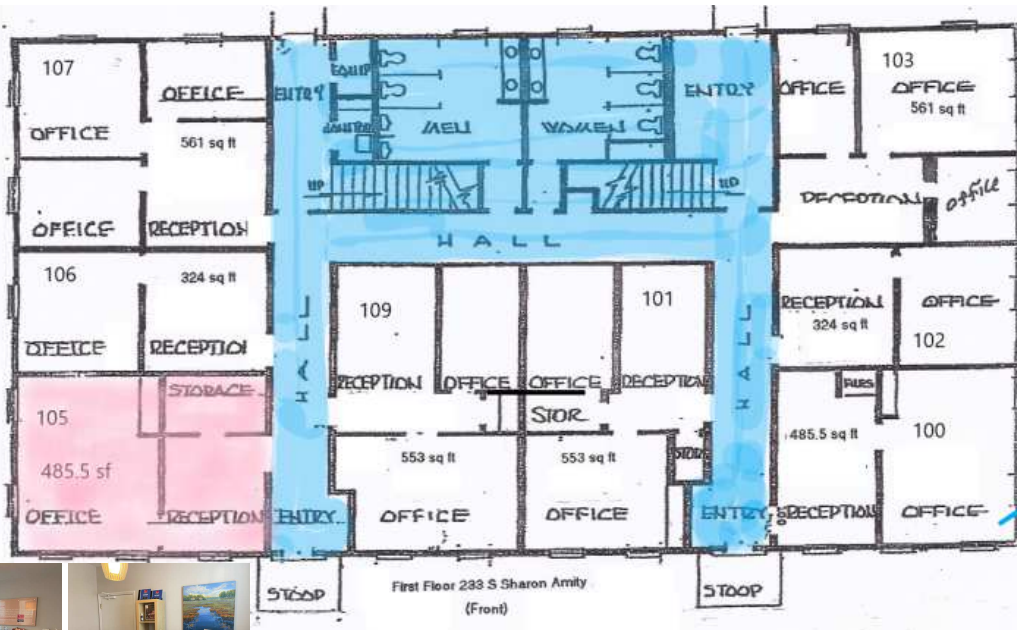 107
OFFICE
OFFICE
561 sq ft
OFFICE
RECEPTION
106
324 sq ft
OFFICE
RECEPTION
STORAGE
105
485.5 sf
OFFICE
RECEPTION
ENTRY
EQUIP
MEN
WOMEN
ENTRY
UP
UP
HALL
HALL
HALL
109
101
RECEPTION
OFFICE
OFFICE
RECEPTION
STOR
553 sq ft
553 sq ft
STOR
ENTRY
OFFICE
OFFICE
ENTRY
OFFICE
103
OFFICE
561 sq ft
RECEPTION
office
RECEPTION
324 sq ft
OFFICE
102
FILES
485.5 sq ft
100
RECEPTION
OFFICE
STOOP
First Floor 233 S Sharon Amity
(Front)
STOOP